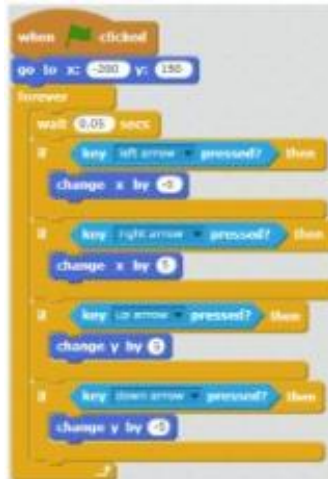 when clicked
go to x: -200 y: 150
forever
wait 0.05 secs
if key left arrow pressed? then
change x by
if key right arrow pressed? then
change x by 5
if key up arrow pressed? then
change y by
if key down arrow pressed? then
change y by -5